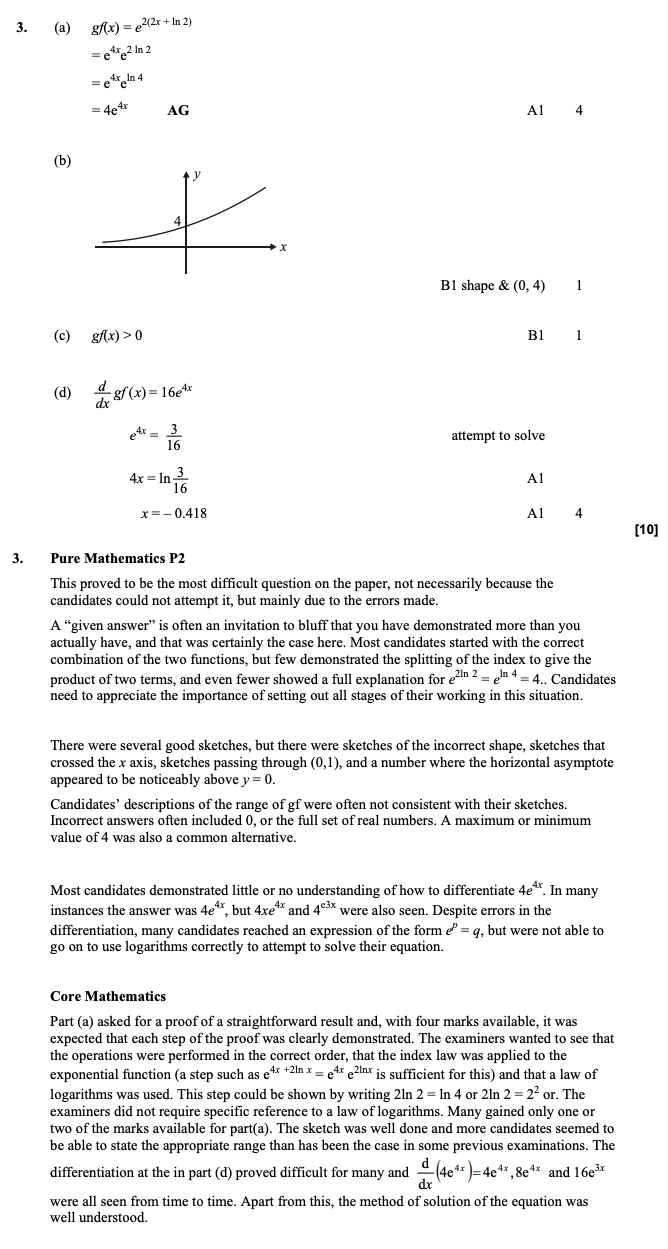 3. (a) gf(x) = e^{2(2x + ln 2)}
= e^{4x}e^{2 ln 2}
= e^{4x}e^{ln 4}
= 4e^{4x} AG A1 4
(b)
y
4
x
B1 shape & (0, 4) 1
(c) gf(x) > 0 B1 1
(d) d/dx gf(x) = 16e^{4x}
e^{4x} = 3/16 attempt to solve
4x = ln 3/16 A1
x = – 0.418 A1 4
[10]
3. Pure Mathematics P2
This proved to be the most difficult question on the paper, not necessarily because the
candidates could not attempt it, but mainly due to the errors made.
A “given answer” is often an invitation to bluff that you have demonstrated more than you
actually have, and that was certainly the case here. Most candidates started with the correct
combination of the two functions, but few demonstrated the splitting of the index to give the
product of two terms, and even fewer showed a full explanation for e^{2ln 2} = e^{ln 4} = 4.. Candidates
need to appreciate the importance of setting out all stages of their working in this situation.
There were several good sketches, but there were sketches of the incorrect shape, sketches that
crossed the x axis, sketches passing through (0,1), and a number where the horizontal asymptote
appeared to be noticeably above y = 0.
Candidates’ descriptions of the range of gf were often not consistent with their sketches.
Incorrect answers often included 0, or the full set of real numbers. A maximum or minimum
value of 4 was also a common alternative.
Most candidates demonstrated little or no understanding of how to differentiate 4e^{4x}. In many
instances the answer was 4e^{4x}, but 4xe^{4x} and 4^{e3x} were also seen. Despite errors in the
differentiation, many candidates reached an expression of the form e^{p} = q, but were not able to
go on to use logarithms correctly to attempt to solve their equation.
Core Mathematics
Part (a) asked for a proof of a straightforward result and, with four marks available, it was
expected that each step of the proof was clearly demonstrated. The examiners wanted to see that
the operations were performed in the correct order, that the index law was applied to the
exponential function (a step such as e^{4x +2ln x} = e^{4x} e^{2lnx} is sufficient for this) and that a law of
logarithms was used. This step could be shown by writing 2ln 2 = ln 4 or 2ln 2 = 2^{2} or. The
examiners did not require specific reference to a law of logarithms. Many gained only one or
two of the marks available for part(a). The sketch was well done and more candidates seemed to
be able to state the appropriate range than has been the case in some previous examinations. The
differentiation at the in part (d) proved difficult for many and d/dx (4e^{4x}) = 4e^{4x}, 8e^{4x} and 16e^{3x}
were all seen from time to time. Apart from this, the method of solution of the equation was
well understood.